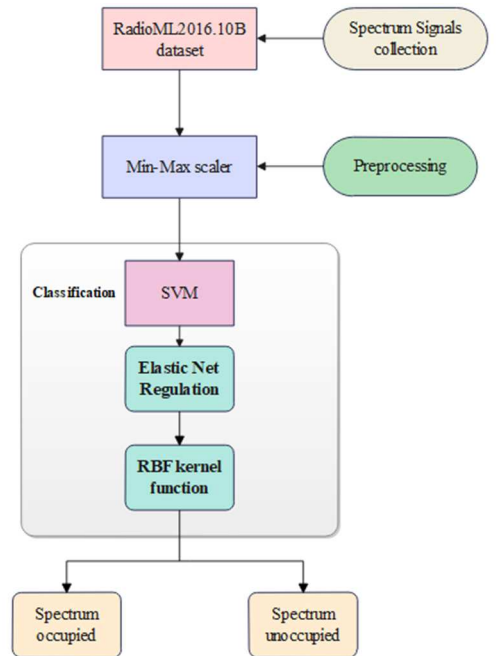 RadioML2016.10B
dataset
Spectrum Signals
collection
Min-Max scaler
Preprocessing
Classification
SVM
Elastic Net
Regulation
RBF kernel
function
Spectrum
occupied
Spectrum
unoccupied